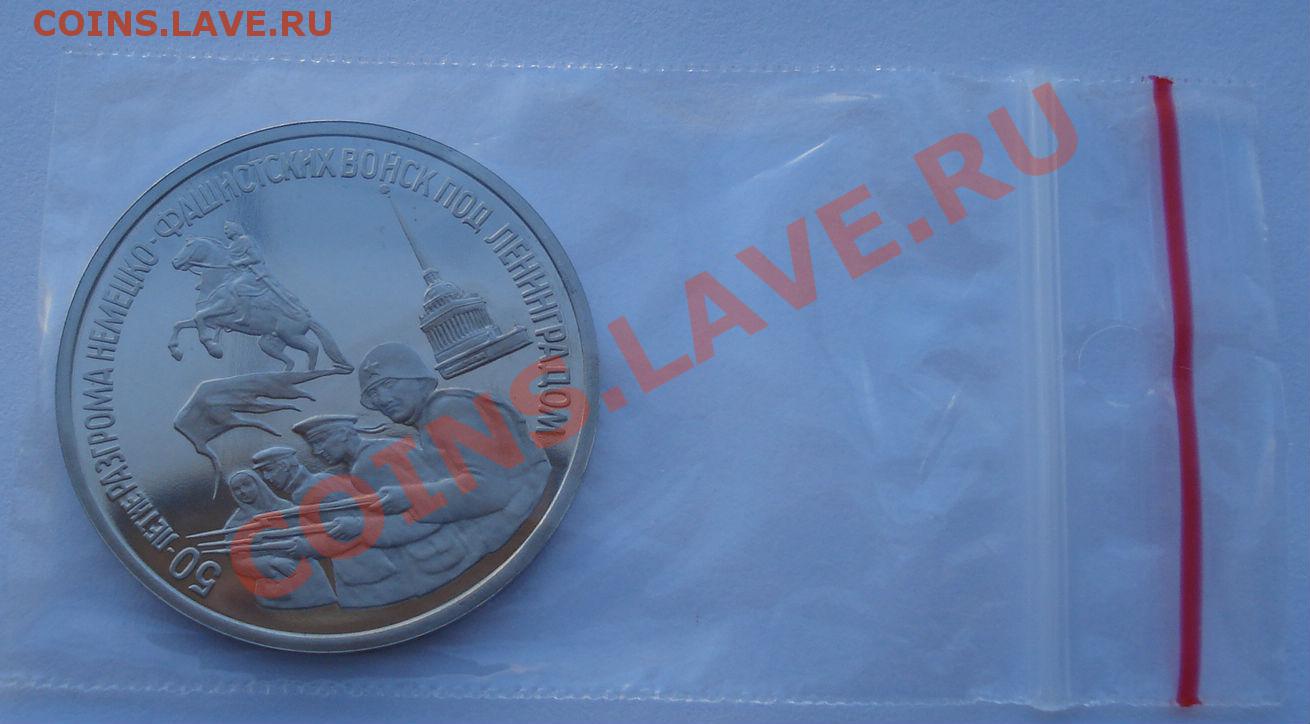 COINS.LAVE.RU
50-ЛЕТИЕ РАЗГРОМА НЕМЕЦКО-ФАШИСТСКИХ ВОЙСК ПОД ЛЕНИНГРАДОМ
COINS.LAVE.RU